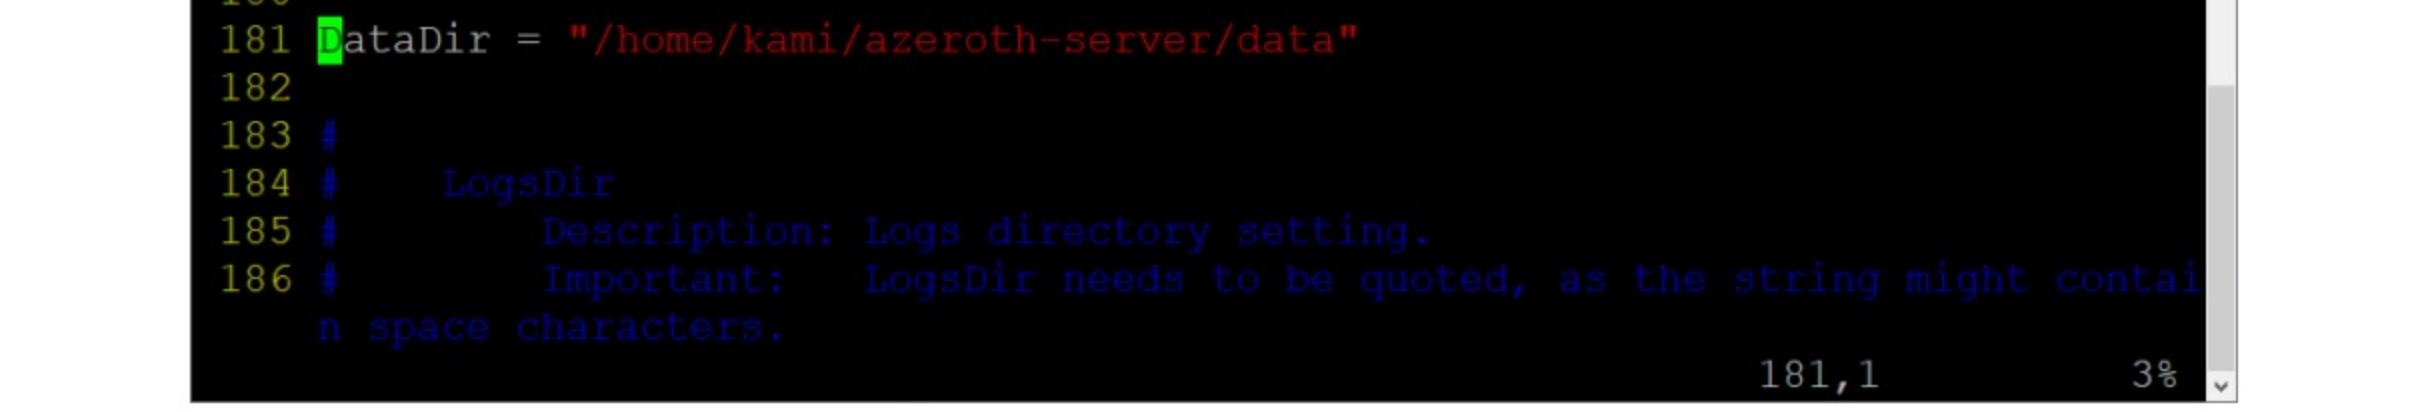 181 DataDir = "/home/kami/azeroth-server/data"
182
183 #
184 #    LogsDir
185 #        Description: Logs directory setting.
186 #        Important:   LogsDir needs to be quoted, as the string might contai
n space characters.
181,1 3%